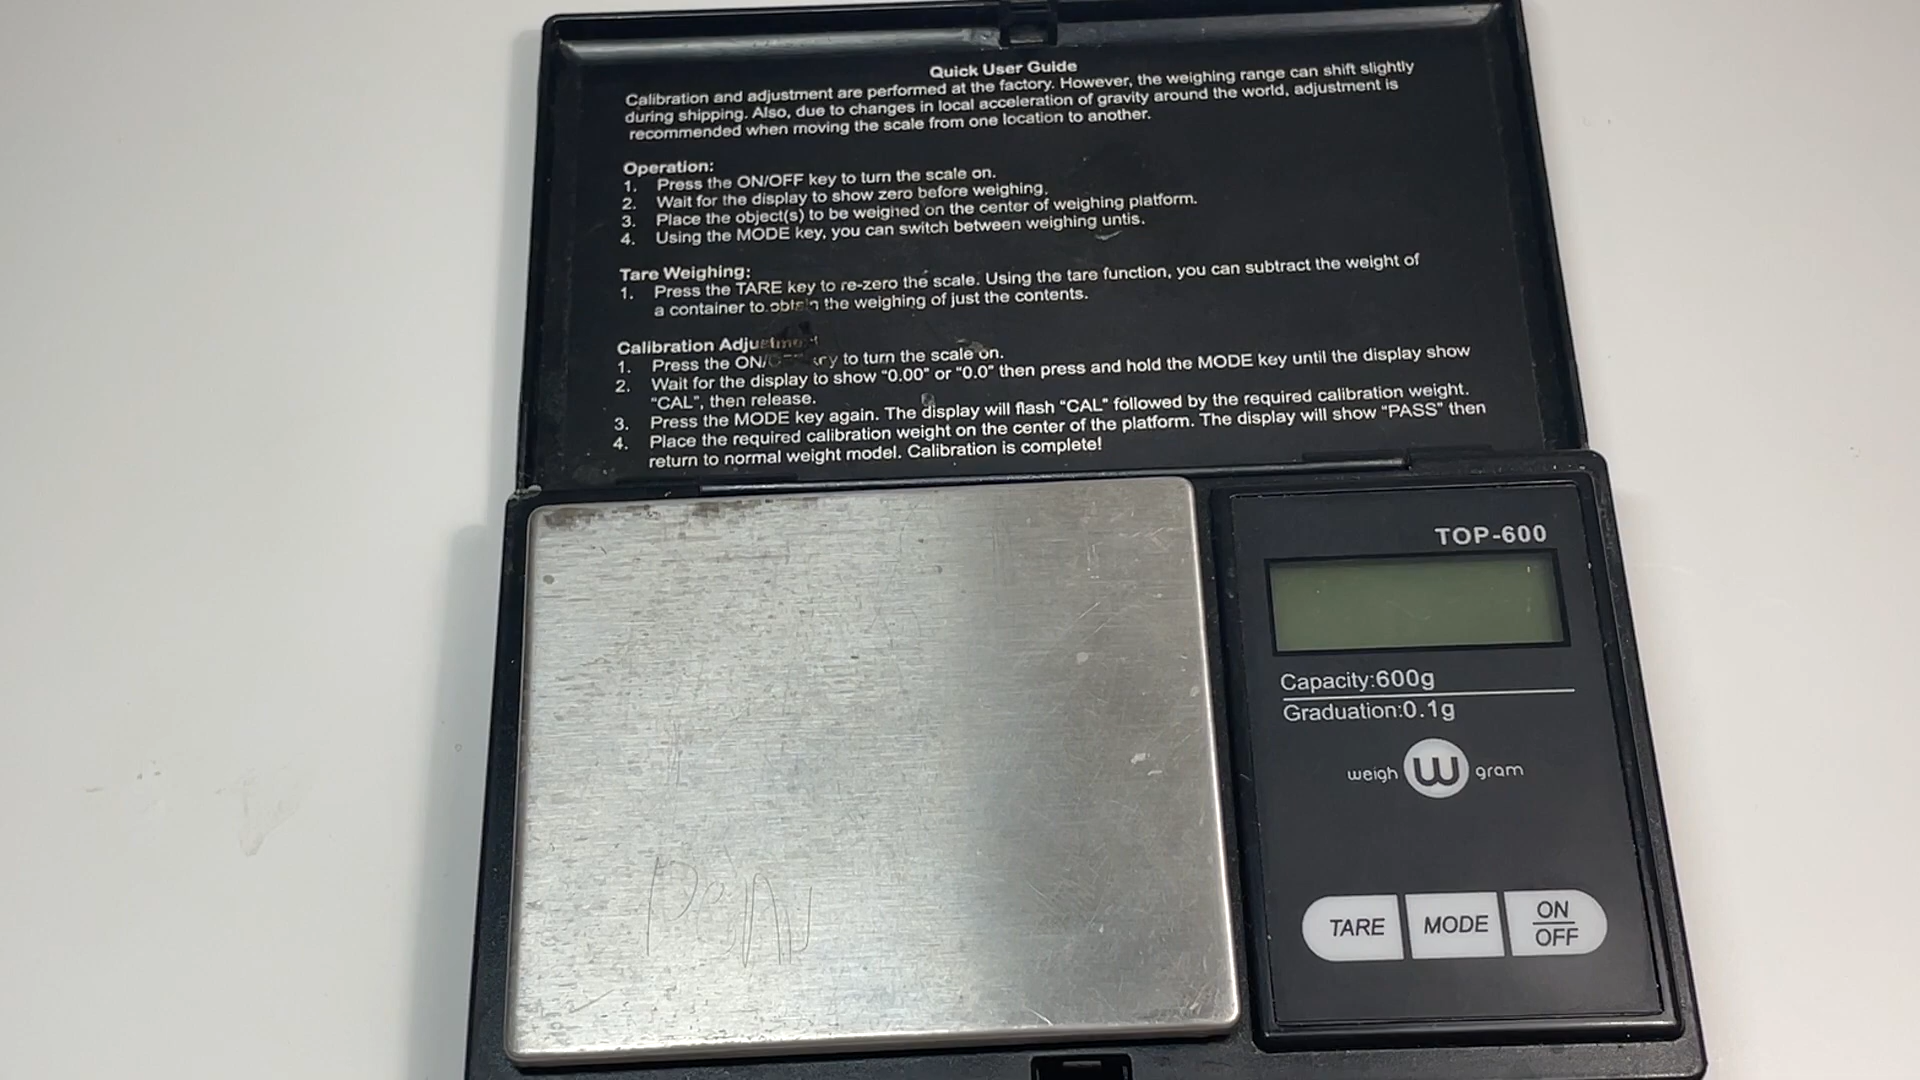 Quick User Guide
Calibration and adjustment are performed at the factory. However, the weighing range can shift slightly
during shipping. Also, due to changes in local acceleration of gravity around the world, adjustment is
recommended when moving the scale from one location to another.
Operation:
1. Press the ON/OFF key to turn the scale on.
2. Wait for the display to show zero before weighing.
3. Place the object(s) to be weighed on the center of weighing platform.
4. Using the MODE key, you can switch between weighing untis.
Tare Weighing:
1. Press the TARE key to re-zero the scale. Using the tare function, you can subtract the weight of
a container to obtain the weighing of just the contents.
Calibration Adjustment
1. Press the to turn the scale on.
2. Wait for the display to show "0.00" or "0.0" then press and hold the MODE key until the display show
"CAL", then release.
3. Press the MODE key again. The display will flash "CAL" followed by the required calibration weight.
4. Place the required calibration weight on the center of the platform. The display will show "PASS" then
return to normal weight model. Calibration is complete!
TOP-600
Capacity:600g
Graduation:0.1g
weigh W gram
TARE MODE ON/OFF